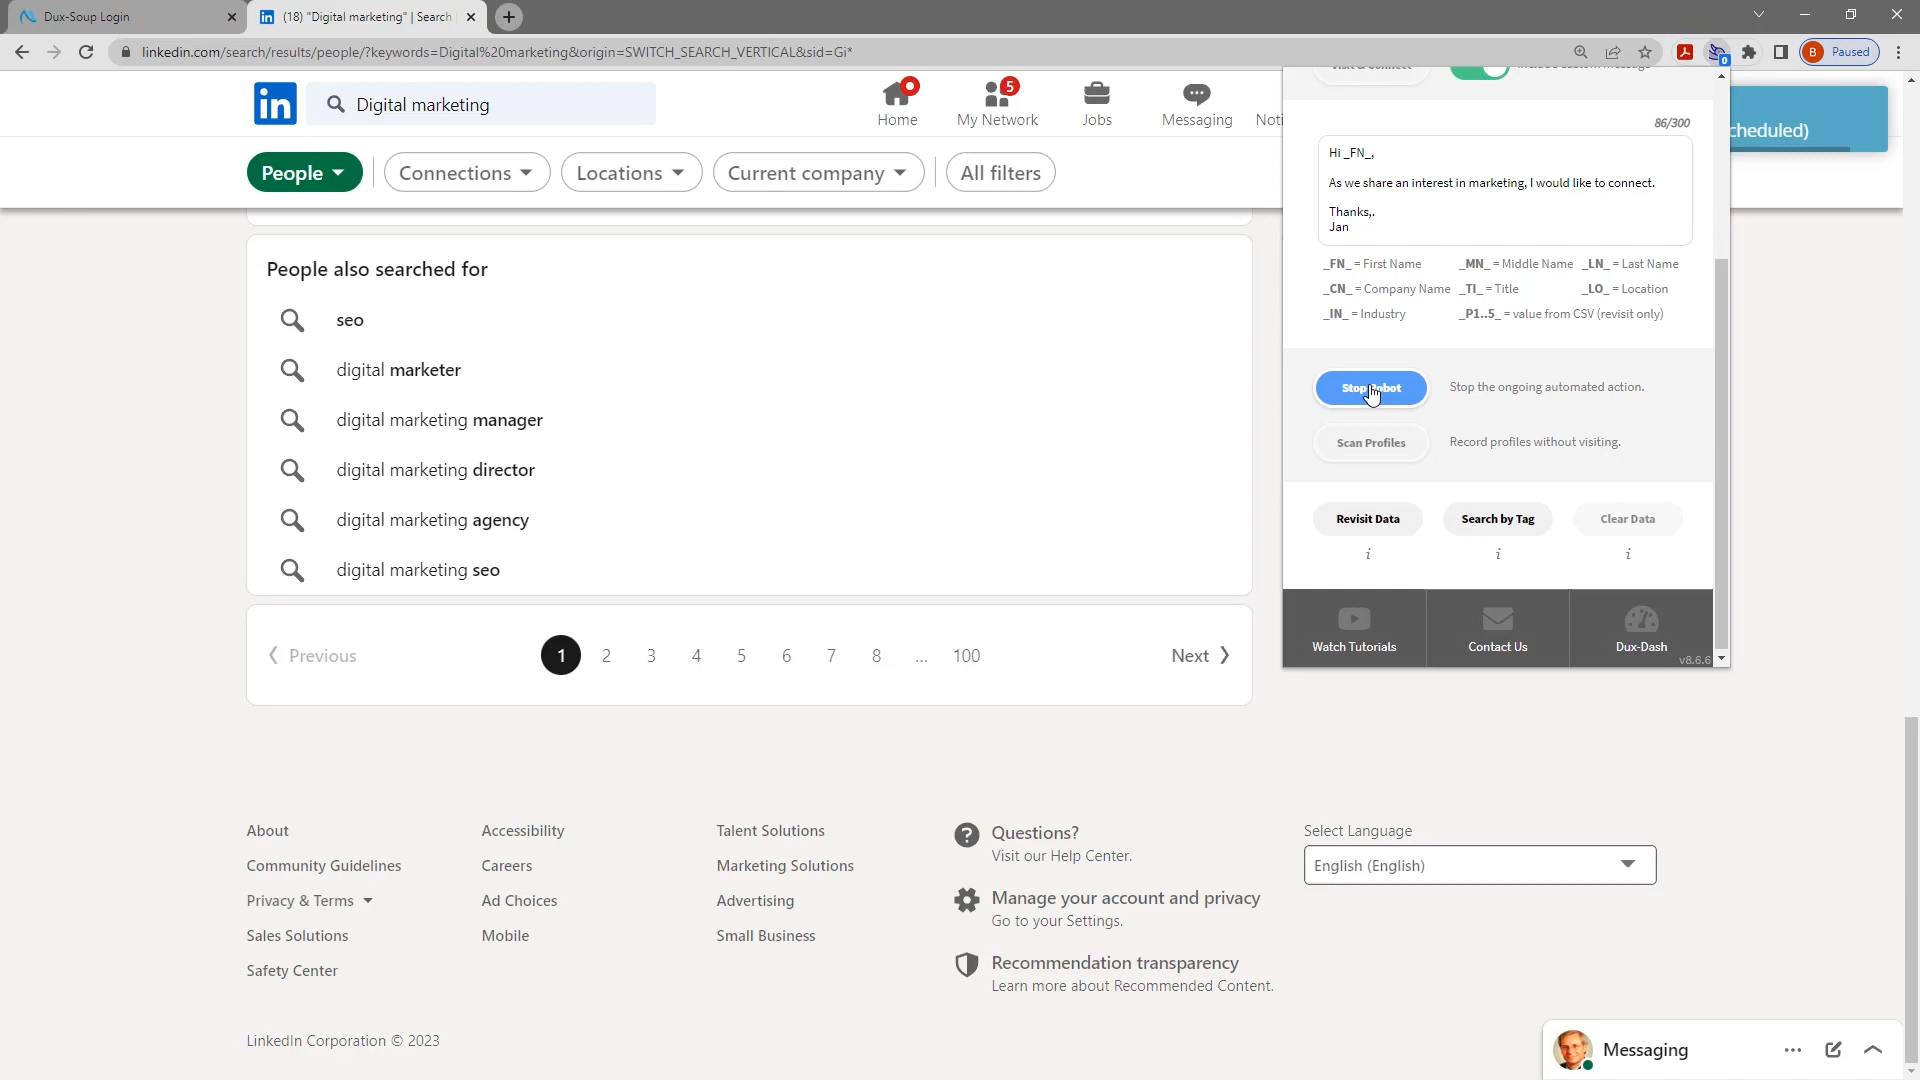 Dux-Soup Login
(18) "Digital marketing" | Search
linkedin.com/search/results/people/?keywords=Digital%20marketing&origin=SWITCH_SEARCH_VERTICAL&sid=Gi*
0
B Paused
in
Digital marketing
Home
5
My Network
Jobs
Messaging
Noti
People
Connections
Locations
Current company
All filters
cheduled)
86/300
Hi _FN_,
As we share an interest in marketing, I would like to connect.
Thanks,.
Jan
_FN_ = First Name _MN_ = Middle Name _LN_ = Last Name
_CN_ = Company Name _TI_ = Title _LO_ = Location
_IN_ = Industry _P1..5_ = value from CSV (revisit only)
Stop Robot Stop the ongoing automated action.
Scan Profiles Record profiles without visiting.
Revisit Data Search by Tag Clear Data
i i i
Watch Tutorials Contact Us Dux-Dash
v8.6.6
People also searched for
seo
digital marketer
digital marketing manager
digital marketing director
digital marketing agency
digital marketing seo
Previous 1 2 3 4 5 6 7 8 ... 100 Next
About
Community Guidelines
Privacy & Terms
Sales Solutions
Safety Center
Accessibility
Careers
Ad Choices
Mobile
Talent Solutions
Marketing Solutions
Advertising
Small Business
Questions?
Visit our Help Center.
Manage your account and privacy
Go to your Settings.
Recommendation transparency
Learn more about Recommended Content.
Select Language
English (English)
LinkedIn Corporation © 2023
Messaging